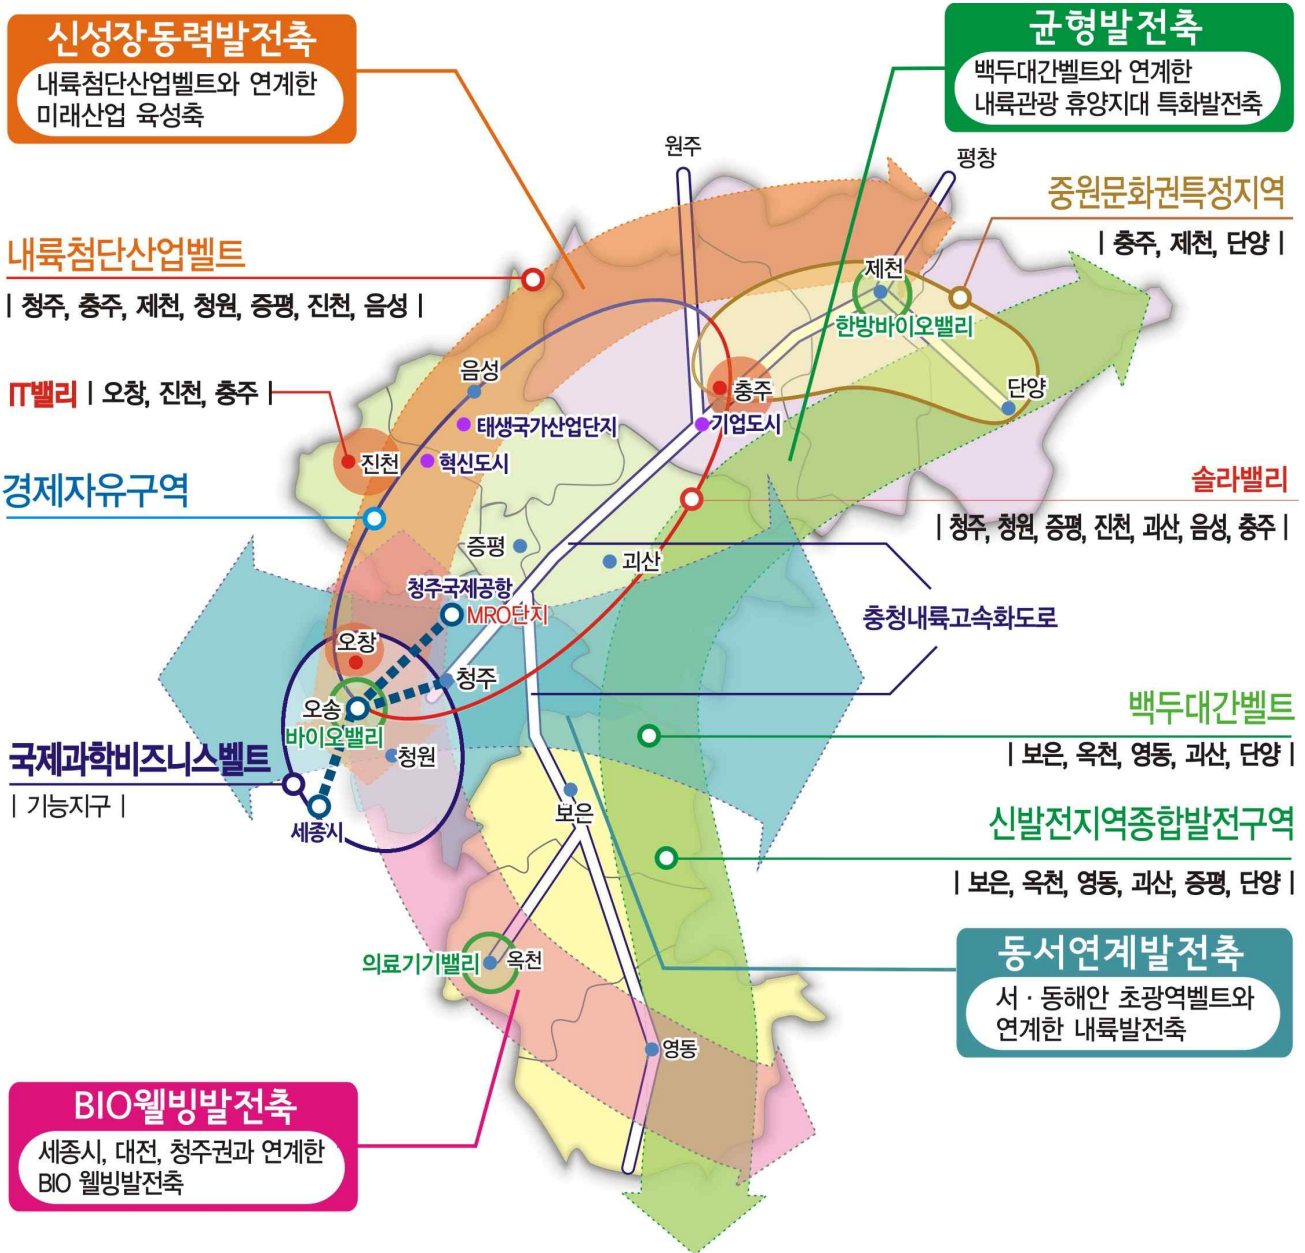 신성장동력발전축
내륙첨단산업벨트와 연계한
미래산업 육성축
균형발전축
백두대간벨트와 연계한
내륙관광 휴양지대 특화발전축
원주
평창
중원문화권특정지역
| 충주, 제천, 단양 |
내륙첨단산업벨트
| 청주, 충주, 제천, 청원, 증평, 진천, 음성 |
제천
한방바이오밸리
음성
충주
단양
IT밸리 | 오창, 진천, 충주 |
태생국가산업단지
기업도시
진천
혁신도시
경제자유구역
솔라밸리
| 청주, 청원, 증평, 진천, 괴산, 음성, 충주 |
증평
괴산
청주국제공항
MRO단지
충청내륙고속화도로
오창
청주
오송
바이오밸리
청원
백두대간벨트
| 보은, 옥천, 영동, 괴산, 단양 |
국제과학비즈니스벨트
| 기능지구 |
세종시
보은
신발전지역종합발전구역
| 보은, 옥천, 영동, 괴산, 증평, 단양 |
의료기기밸리
옥천
동서연계발전축
서 · 동해안 초광역벨트와
연계한 내륙발전축
영동
BIO웰빙발전축
세종시, 대전, 청주권과 연계한
BIO 웰빙발전축